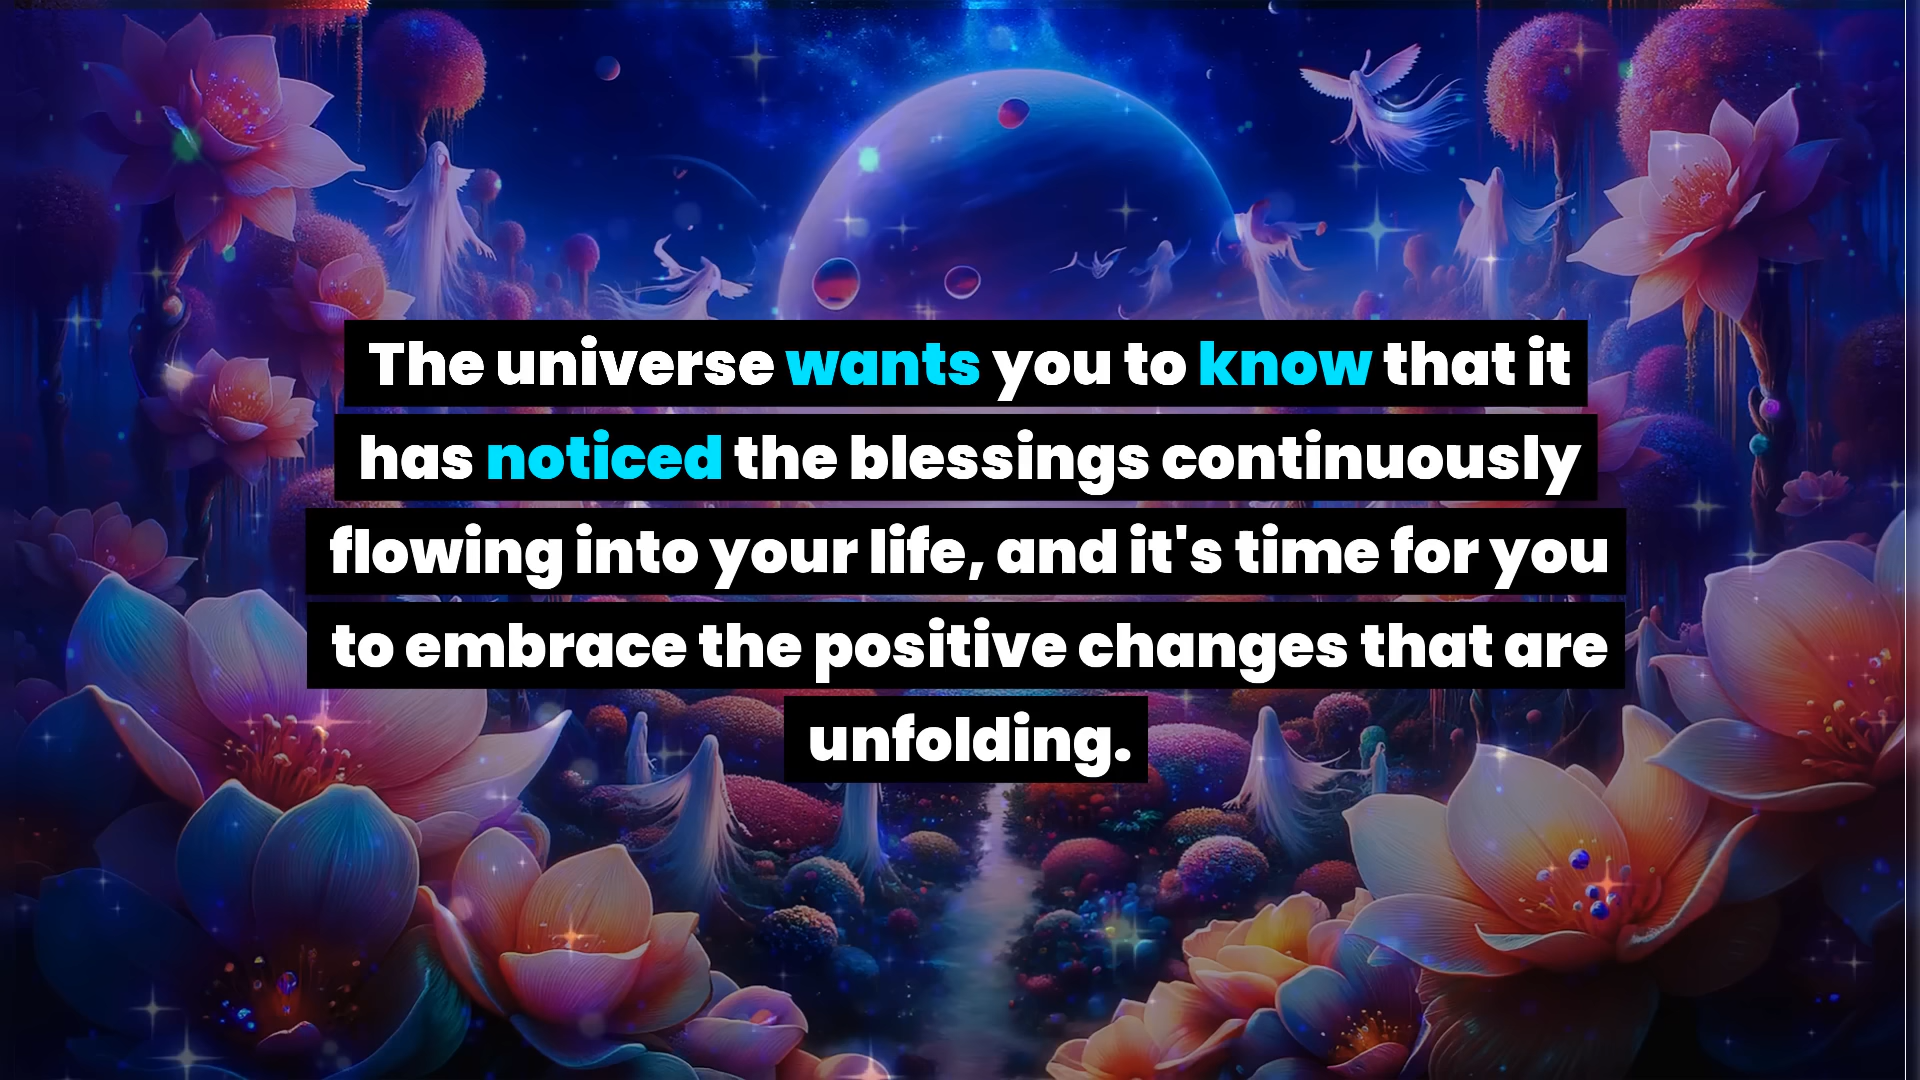 The universe wants you to know that it
has noticed the blessings continuously
flowing into your life, and it's time for you
to embrace the positive changes that are
unfolding.